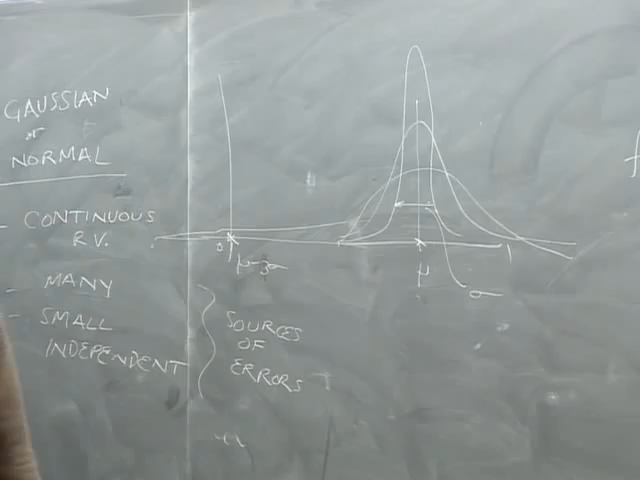 GAUSSIAN
or
NORMAL
- CONTINUOUS
R.V.
- MANY
- SMALL
INDEPENDENT
SOURCES
OF
ERRORS
0
μ
σ